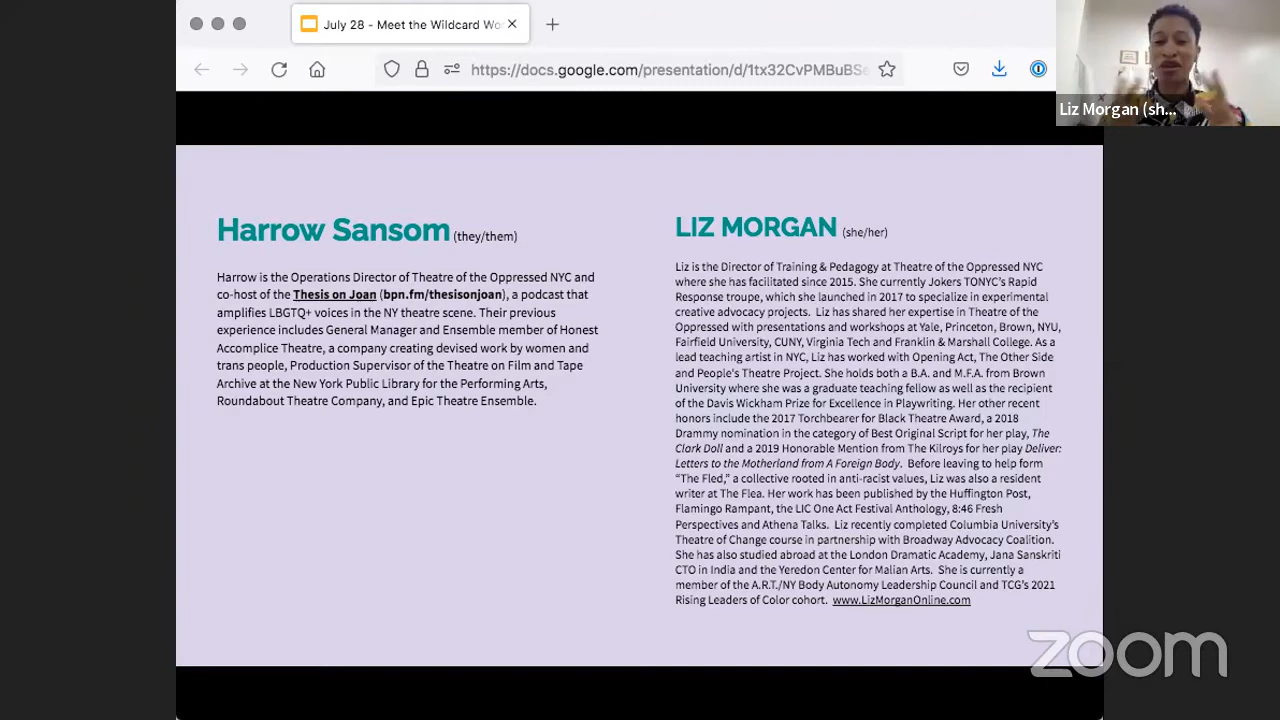 July 28 - Meet the Wildcard Wo
https://docs.google.com/presentation/d/1tx32CvPMBuBSe
Liz Morgan (sh...
Harrow Sansom (they/them)
Harrow is the Operations Director of Theatre of the Oppressed NYC and
co-host of the Thesis on Joan (bpn.fm/thesisonjoan), a podcast that
amplifies LBGTQ+ voices in the NY theatre scene. Their previous
experience includes General Manager and Ensemble member of Honest
Accomplice Theatre, a company creating devised work by women and
trans people, Production Supervisor of the Theatre on Film and Tape
Archive at the New York Public Library for the Performing Arts,
Roundabout Theatre Company, and Epic Theatre Ensemble.
LIZ MORGAN (she/her)
Liz is the Director of Training & Pedagogy at Theatre of the Oppressed NYC
where she has facilitated since 2015. She currently Jokers TONYC's Rapid
Response troupe, which she launched in 2017 to specialize in experimental
creative advocacy projects. Liz has shared her expertise in Theatre of the
Oppressed with presentations and workshops at Yale, Princeton, Brown, NYU,
Fairfield University, CUNY, Virginia Tech and Franklin & Marshall College. As a
lead teaching artist in NYC, Liz has worked with Opening Act, The Other Side
and People's Theatre Project. She holds both a B.A. and M.F.A. from Brown
University where she was a graduate teaching fellow as well as the recipient
of the Davis Wickham Prize for Excellence in Playwriting. Her other recent
honors include the 2017 Torchbearer for Black Theatre Award, a 2018
Drammy nomination in the category of Best Original Script for her play, The
Clark Doll and a 2019 Honorable Mention from The Kilroys for her play Deliver:
Letters to the Motherland from A Foreign Body. Before leaving to help form
“The Fled,” a collective rooted in anti-racist values, Liz was also a resident
writer at The Flea. Her work has been published by the Huffington Post,
Flamingo Rampant, the LIC One Act Festival Anthology, 8:46 Fresh
Perspectives and Athena Talks. Liz recently completed Columbia University's
Theatre of Change course in partnership with Broadway Advocacy Coalition.
She has also studied abroad at the London Dramatic Academy, Jana Sanskriti
CTO in India and the Yeredon Center for Malian Arts. She is currently a
member of the A.R.T./NY Body Autonomy Leadership Council and TCG's 2021
Rising Leaders of Color cohort. www.LizMorganOnline.com
zoom